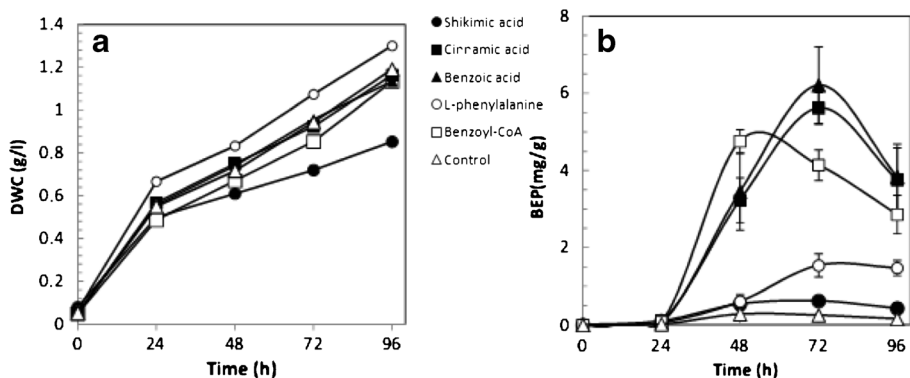 a
1.4
1.2
1
0.8
0.6
0.4
0.2
0
DWC (g/l)
0 24 48 72 96
Time (h)
Shikimic acid
Cirramic acid
Benzoic acid
L-phenylalanine
Benzoyl-CoA
Control
b
8
6
4
2
0
BEP(mg/g)
0 24 48 72 96
Time (h)